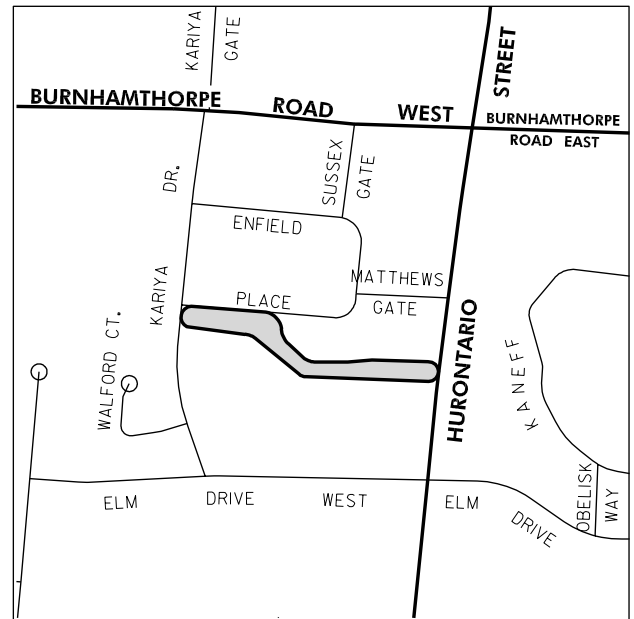 KARIYA
GATE
STREET
BURNHAMTHORPE ROAD WEST
BURNHAMTHORPE
ROAD EAST
DR.
SUSSEX
GATE
ENFIELD
MATTHEWS
GATE
PLACE
KARIYA
WALFORD CT.
HURONTARIO
KANEFF
OBELISK
WAY
ELM DRIVE WEST
ELM
DRIVE